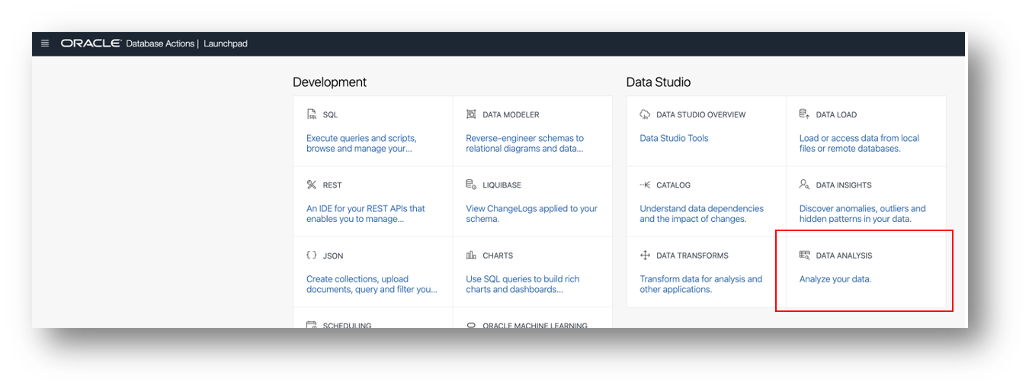 ORACLE Database Actions | Launchpad
Development
SQL
Execute queries and scripts,
browse and manage your...
DATA MODELER
Reverse-engineer schemas to
relational diagrams and data...
REST
An IDE for your REST APIs that
enables you to manage...
LIQUIBASE
View ChangeLogs applied to your
schema.
{ } JSON
Create collections, upload
documents, query and filter you...
CHARTS
Use SQL queries to build rich
charts and dashboards...
SCHEDULING
ORACLE MACHINE LEARNING
Data Studio
DATA STUDIO OVERVIEW
Data Studio Tools
DATA LOAD
Load or access data from local
files or remote databases.
CATALOG
Understand data dependencies
and the impact of changes.
DATA INSIGHTS
Discover anomalies, outliers and
hidden patterns in your data.
DATA TRANSFORMS
Transform data for analysis and
other applications.
DATA ANALYSIS
Analyze your data.